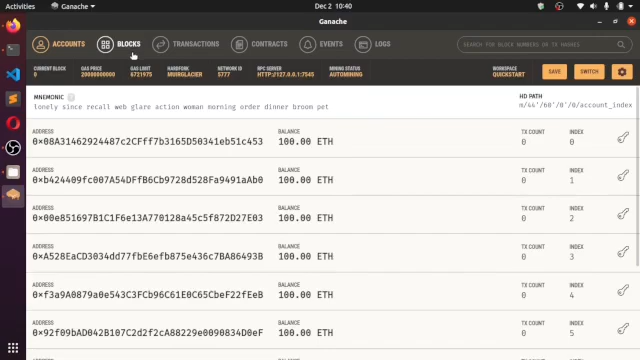 Activities Ganache Dec 2 10:40
Ganache
ACCOUNTS BLOCKS TRANSACTIONS CONTRACTS EVENTS LOGS SEARCH FOR BLOCK NUMBERS OR TX HASHES
CURRENT BLOCK GAS PRICE GAS LIMIT HARDFORK NETWORK ID RPC SERVER MINING STATUS WORKSPACE
0 20000000000 6721975 MUIRGLACIER 5777 HTTP://127.0.0.1:7545 AUTOMINING QUICKSTART SAVE SWITCH
MNEMONIC ? HD PATH
lonely since recall web glare action woman morning order dinner broom pet m/44'/60'/0'/0/account_index
ADDRESS BALANCE TX COUNT INDEX
0×08A31462924487c2CFff7b3165D50341eb51c453 100.00 ETH 0 0
ADDRESS BALANCE TX COUNT INDEX
0×b424409fc007A54DFfB6Cb9728d528Fa9491aAb0 100.00 ETH 0 1
ADDRESS BALANCE TX COUNT INDEX
0×00e851697B1C1F6e13A770128a45c5f872D27E03 100.00 ETH 0 2
ADDRESS BALANCE TX COUNT INDEX
0×A528EaCD3034dd77fbE6efb875e436c7BA86493B 100.00 ETH 0 3
ADDRESS BALANCE TX COUNT INDEX
0×f3a9A0879a0e543C3FCb96C61E0C65CbeF22fEeB 100.00 ETH 0 4
ADDRESS BALANCE TX COUNT INDEX
0×92f09bAD042B107C2d2f2cA88229e0090834D0eF 100.00 ETH 0 5